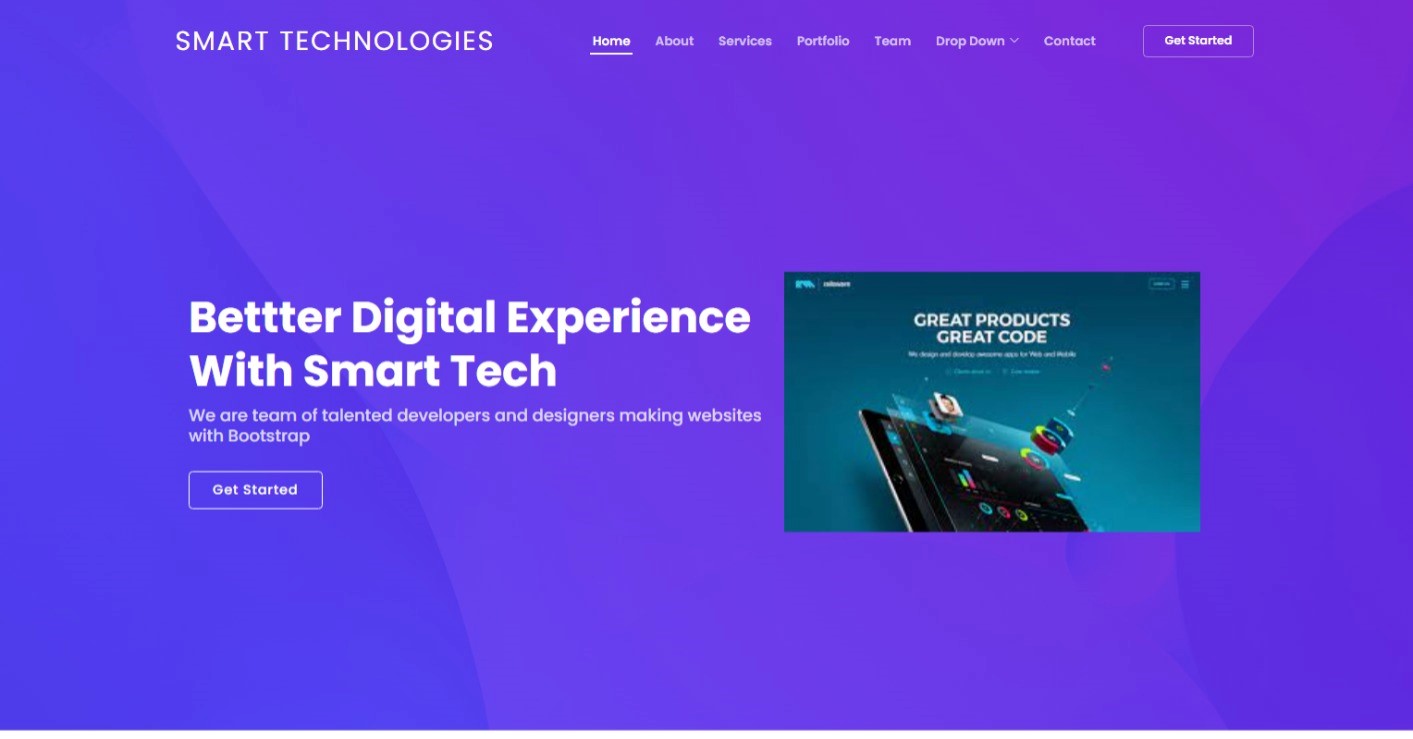 SMART TECHNOLOGIES
Home About Services Portfolio Team Drop Down Contact Get Started
Bettter Digital Experience
With Smart Tech
We are team of talented developers and designers making websites
with Bootstrap
Get Started
GREAT PRODUCTS
GREAT CODE
We design and develop awesome apps for Web and Mobile